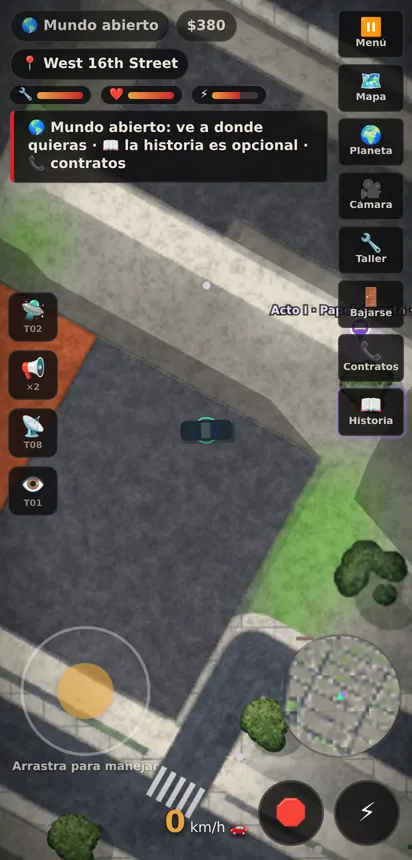 🌎 Mundo abierto
$380
📍 West 16th Street
🌎 Mundo abierto: ve a donde
quieras · 📖 la historia es opcional ·
📞 contratos
Menú
Mapa
Planeta
Cámara
Taller
Acto I ·
Bajarse
Contratos
Historia
T02
×2
T08
T01
Arrastra para manejar
0 km/h